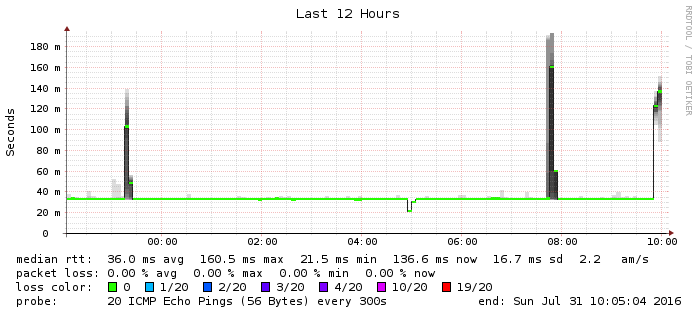 Last 12 Hours
RRDTOOL / TOBI OETIKER
Seconds
180 m
160 m
140 m
120 m
100 m
80 m
60 m
40 m
20 m
0
00:00 02:00 04:00 06:00 08:00 10:00
median rtt: 36.0 ms avg 160.5 ms max 21.5 ms min 136.6 ms now 16.7 ms sd 2.2 am/s
packet loss: 0.00 % avg 0.00 % max 0.00 % min 0.00 % now
loss color: 0 1/20 2/20 3/20 4/20 10/20 19/20
probe: 20 ICMP Echo Pings (56 Bytes) every 300s end: Sun Jul 31 10:05:04 2016